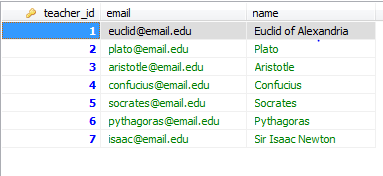 teacher_id email name
1 euclid@email.edu Euclid of Alexandria
2 plato@email.edu Plato
3 aristotle@email.edu Aristotle
4 confucius@email.edu Confucius
5 socrates@email.edu Socrates
6 pythagoras@email.edu Pythagoras
7 isaac@email.edu Sir Isaac Newton